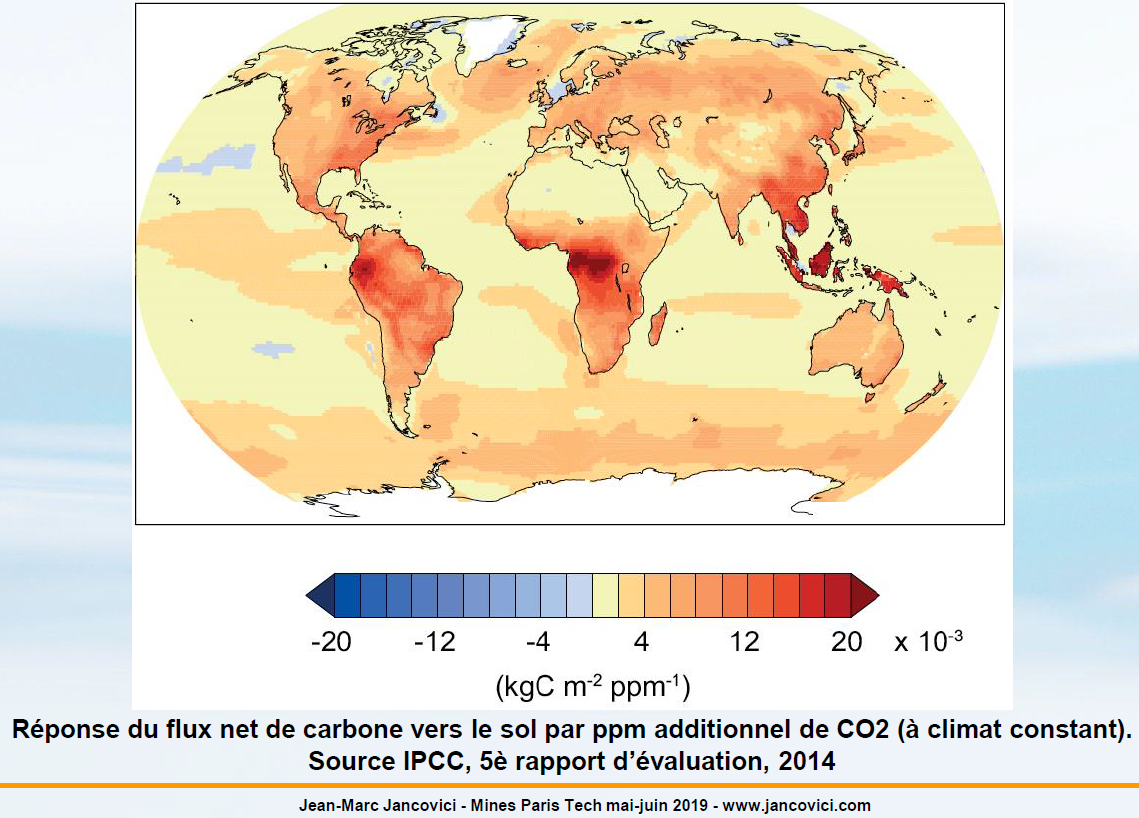 -20 -12 -4 4 12 20 x 10-3
(kgC m-2 ppm-1)
Réponse du flux net de carbone vers le sol par ppm additionnel de CO2 (à climat constant).
Source IPCC, 5è rapport d’évaluation, 2014
Jean-Marc Jancovici - Mines Paris Tech mai-juin 2019 - www.jancovici.com